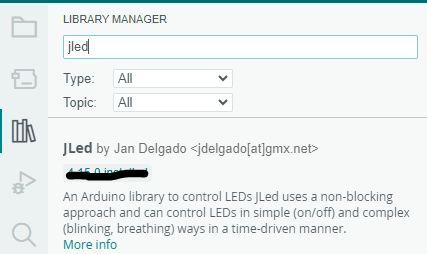 LIBRARY MANAGER
jled
Type: All
Topic: All
JLed by Jan Delgado <jdelgado[at]gmx.net>
An Arduino library to control LEDs JLed uses a non-blocking
approach and can control LEDs in simple (on/off) and complex
(blinking, breathing) ways in a time-driven manner.
More info